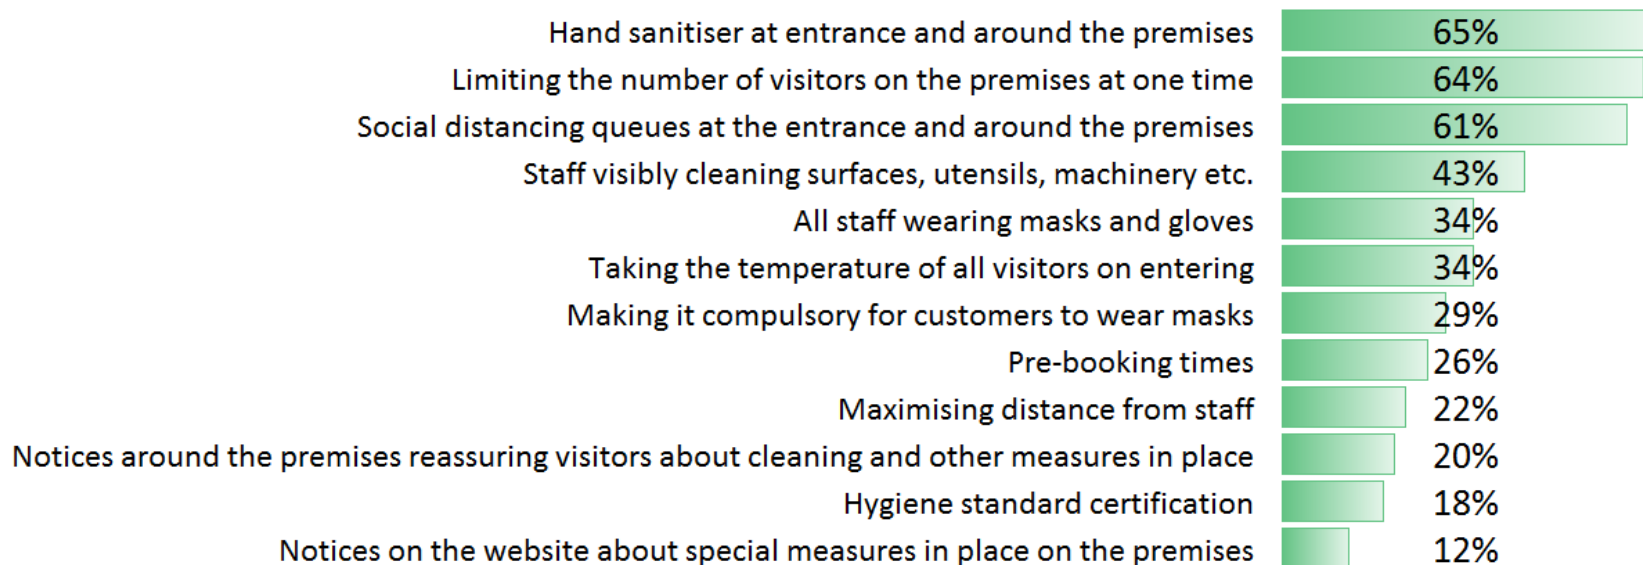 Hand sanitiser at entrance and around the premises 65%
Limiting the number of visitors on the premises at one time 64%
Social distancing queues at the entrance and around the premises 61%
Staff visibly cleaning surfaces, utensils, machinery etc. 43%
All staff wearing masks and gloves 34%
Taking the temperature of all visitors on entering 34%
Making it compulsory for customers to wear masks 29%
Pre-booking times 26%
Maximising distance from staff 22%
Notices around the premises reassuring visitors about cleaning and other measures in place 20%
Hygiene standard certification 18%
Notices on the website about special measures in place on the premises 12%